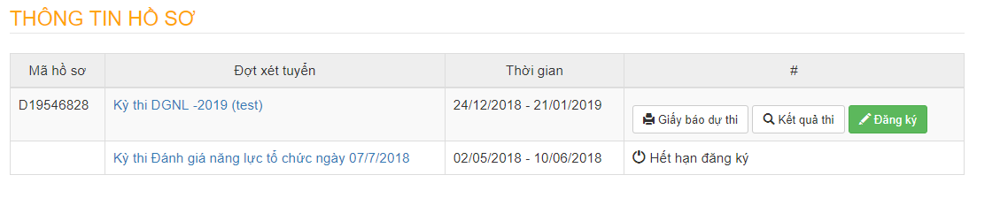 THÔNG TIN HỒ SƠ
Mã hồ sơ Đợt xét tuyển Thời gian #
D19546828 Kỳ thi DGNL -2019 (test) 24/12/2018 - 21/01/2019
Giấy báo dự thi Kết quả thi Đăng ký
Kỳ thi Đánh giá năng lực tổ chức ngày 07/7/2018 02/05/2018 - 10/06/2018 Hết hạn đăng ký